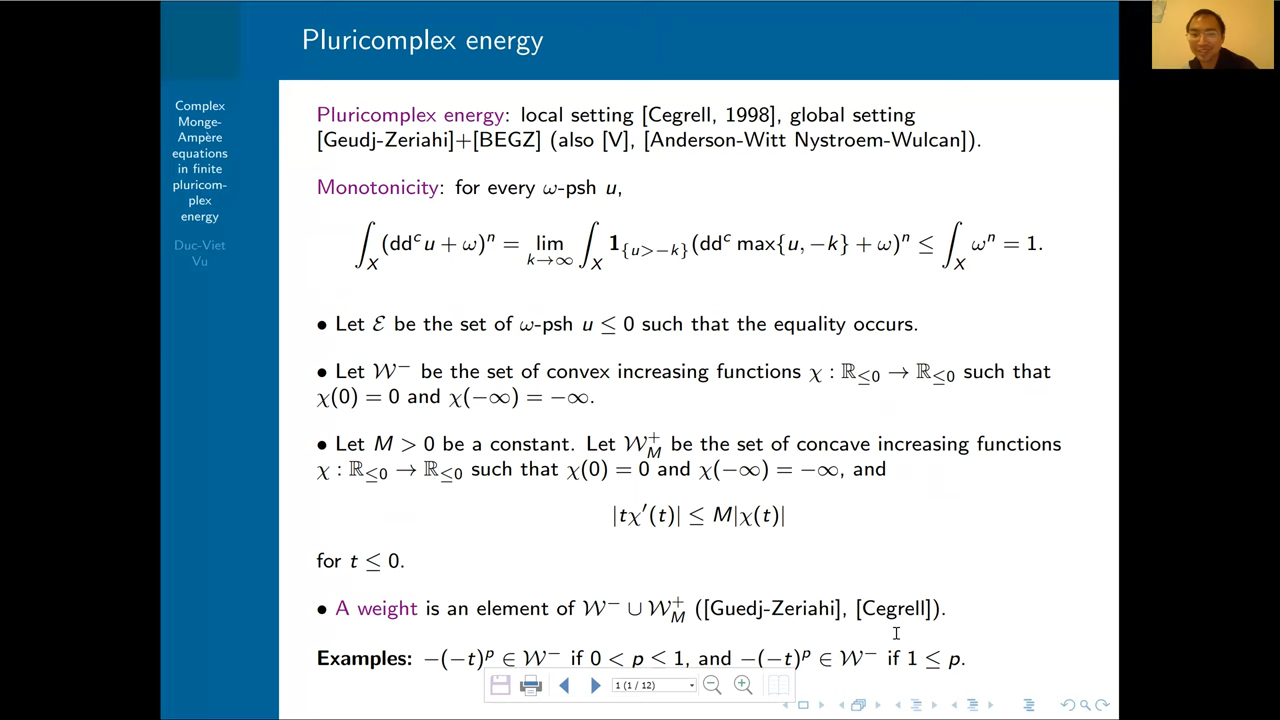 Pluricomplex energy
Complex
Monge-
Ampère
equations
in finite
pluricom-
plex
energy
Duc-Viet
Vu
Pluricomplex energy: local setting [Cegrell, 1998], global setting
[Geudj-Zeriahi]+[BEGZ] (also [V], [Anderson-Witt Nystroem-Wulcan]).
Monotonicity: for every ω-psh u,
∫_X (dd^c u + ω)^n = lim_{k→∞} ∫_X 1_{u>−k}(dd^c max{u, −k} + ω)^n ≤ ∫_X ω^n = 1.
• Let ℰ be the set of ω-psh u ≤ 0 such that the equality occurs.
• Let 𝒲⁻ be the set of convex increasing functions χ : ℝ_≤0 → ℝ_≤0 such that
χ(0) = 0 and χ(−∞) = −∞.
• Let M > 0 be a constant. Let 𝒲_M^+ be the set of concave increasing functions
χ : ℝ_≤0 → ℝ_≤0 such that χ(0) = 0 and χ(−∞) = −∞, and
|tχ′(t)| ≤ M|χ(t)|
for t ≤ 0.
• A weight is an element of 𝒲⁻ ∪ 𝒲_M^+ ([Guedj-Zeriahi], [Cegrell]).
Examples: −(−t)^p ∈ 𝒲⁻ if 0 < p ≤ 1, and −(−t)^p ∈ 𝒲⁻ if 1 ≤ p.
1 (1 / 12)